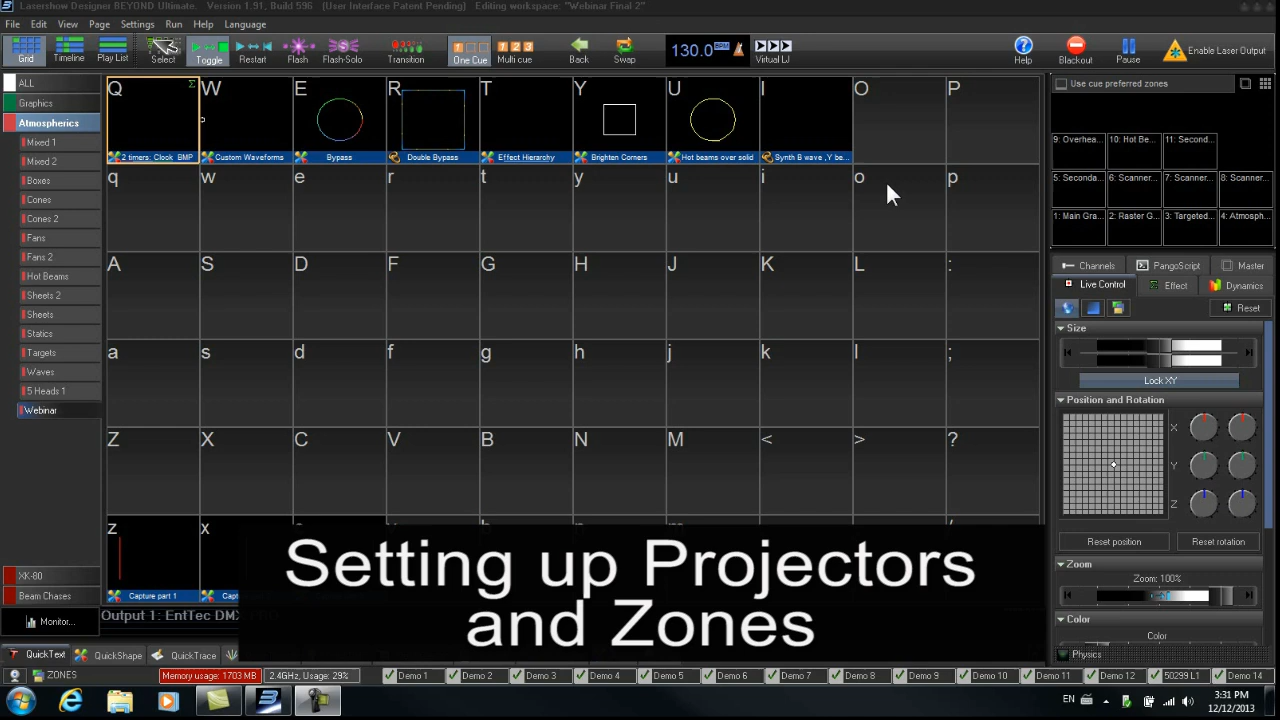 Lasershow Designer BEYOND Ultimate. Version 1.91, Build 596 (User Interface Patent Pending) Editing workspace: "Webinar Final 2"
File Edit View Page Settings Run Help Language
Grid Timeline Play List Select Toggle Restart Flash Flash-Solo Transition One Cue Multi cue Back Swap 130.0 BPM Virtual LJ Help Blackout Pause Enable Laser Output
ALL
Graphics
Atmospherics
Mixed 1
Mixed 2
Boxes
Cones
Cones 2
Fans
Fans 2
Hot Beams
Sheets 2
Sheets
Statics
Targets
Waves
5 Heads 1
Webinar
XK-80
Beam Chases
Monitor...
Q W E R T Y U I O P
2 timers: Clock BMP Custom Waveforms Bypass Double Bypass Effect Hierarchy Brighten Corners Hot beams over solid Synth B wave ,Y be...
q w e r t y u i o p
A S D F G H J K L :
a s d f g h j k l ;
Z X C V B N M < > ?
z x
Capture part 1
Output 1: EntTec DM
Setting up Projectors
and Zones
Use cue preferred zones
9: Overhea... 10: Hot Be... 11: Second...
5: Seconda... 6: Scanner... 7: Scanner... 8: Scanner...
1: Main Gra... 2: Raster G... 3: Targeted... 4: Atmosph...
Channels PangoScript Master
Live Control Effect Dynamics
Reset
Size
Lock XY
Position and Rotation
X
Y
Z
Reset position Reset rotation
Zoom
Zoom: 100%
Color
Color
Physics
QuickText QuickShape QuickTrace
ZONES Memory usage: 1703 MB 2.4GHz, Usage: 29% Demo 1 Demo 2 Demo 3 Demo 4 Demo 5 Demo 6 Demo 7 Demo 8 Demo 9 Demo 10 Demo 11 Demo 12 50299 L1 Demo 14
EN 3:31 PM
12/12/2013